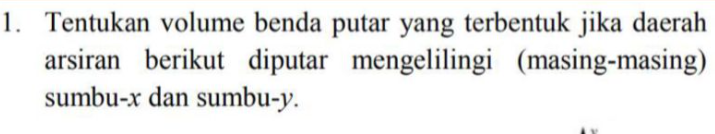 1. Tentukan volume benda putar yang terbentuk jika daerah
arsiran berikut diputar mengelilingi (masing-masing)
sumbu-x dan sumbu-y.